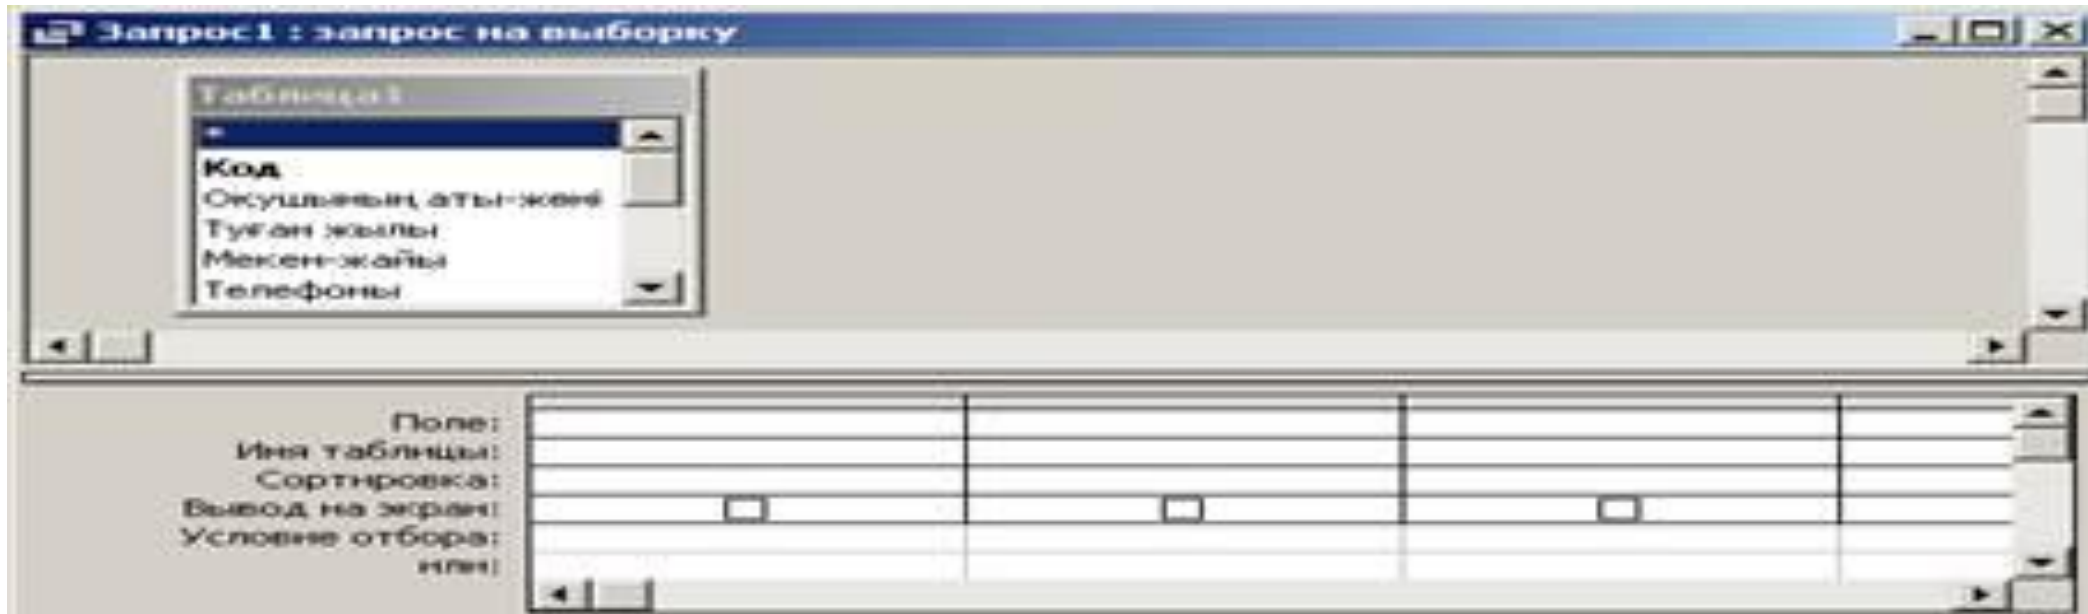 Запрос1 : запрос на выборку
Таблица1
*
Код
Окушының аты-жөні
Туған жылы
Мекен-жайы
Телефоны
Поле:
Имя таблицы:
Сортировка:
Вывод на экран:
Условие отбора:
или: